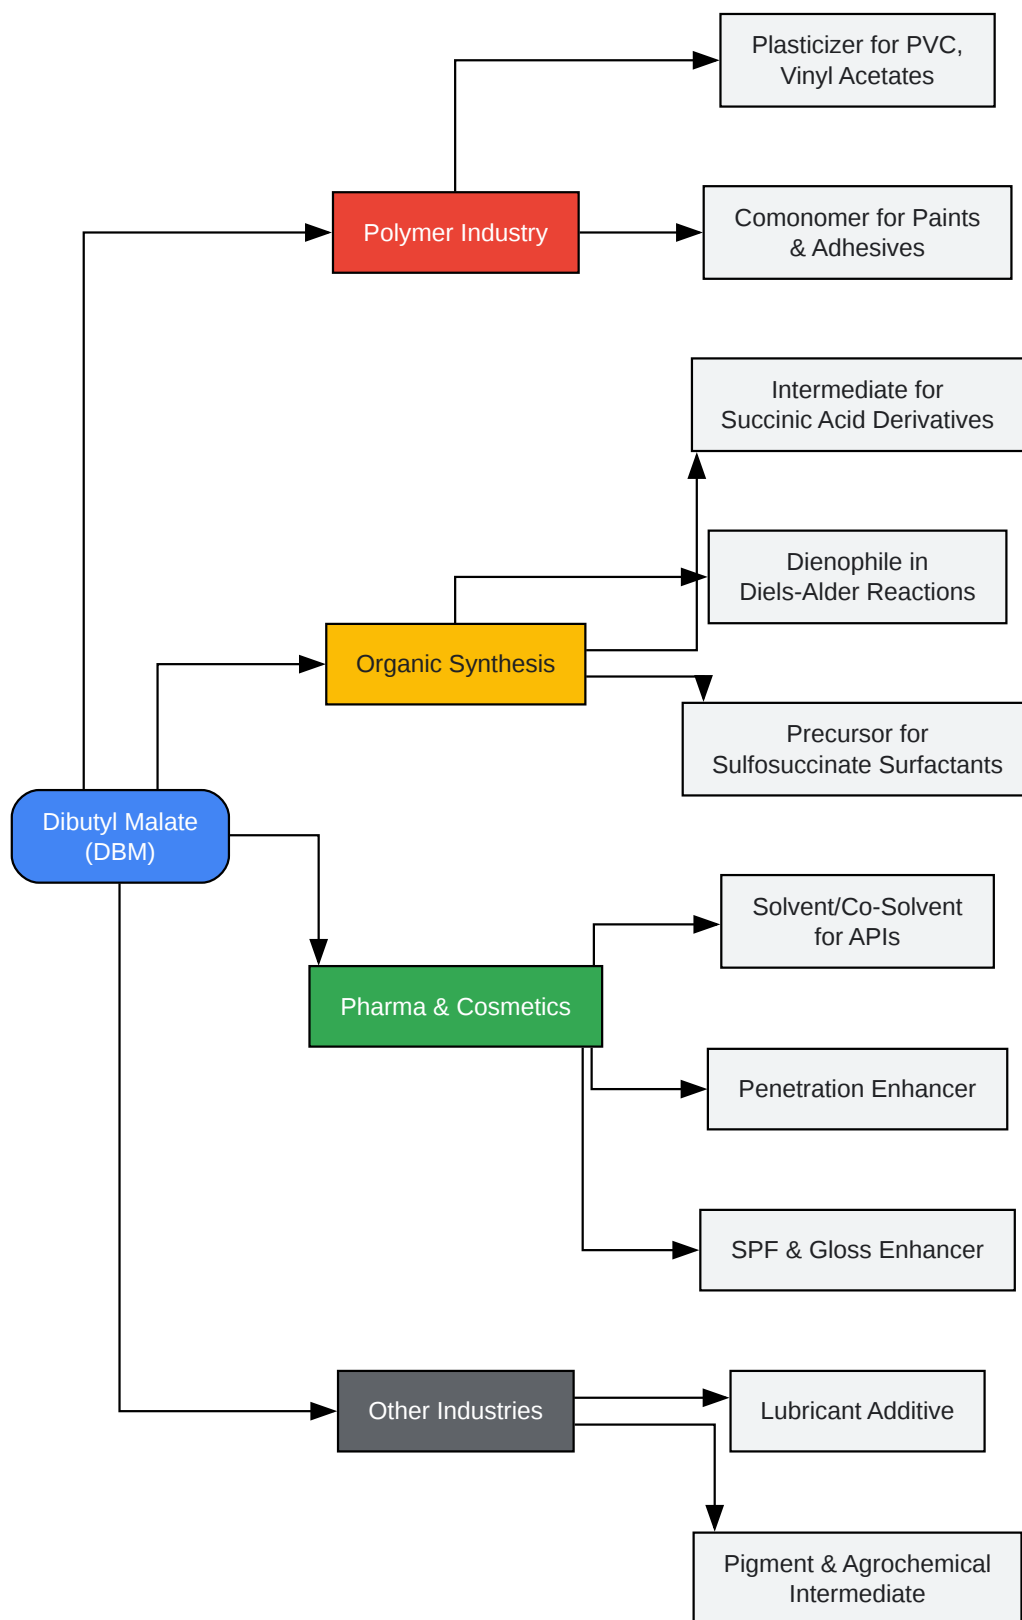 Plasticizer for PVC,
Vinyl Acetates
Polymer Industry
Comonomer for Paints
& Adhesives
Intermediate for
Succinic Acid Derivatives
Dienophile in
Diels-Alder Reactions
Organic Synthesis
Precursor for
Sulfosuccinate Surfactants
Dibutyl Malate
(DBM)
Solvent/Co-Solvent
for APIs
Pharma & Cosmetics
Penetration Enhancer
SPF & Gloss Enhancer
Other Industries
Lubricant Additive
Pigment & Agrochemical
Intermediate